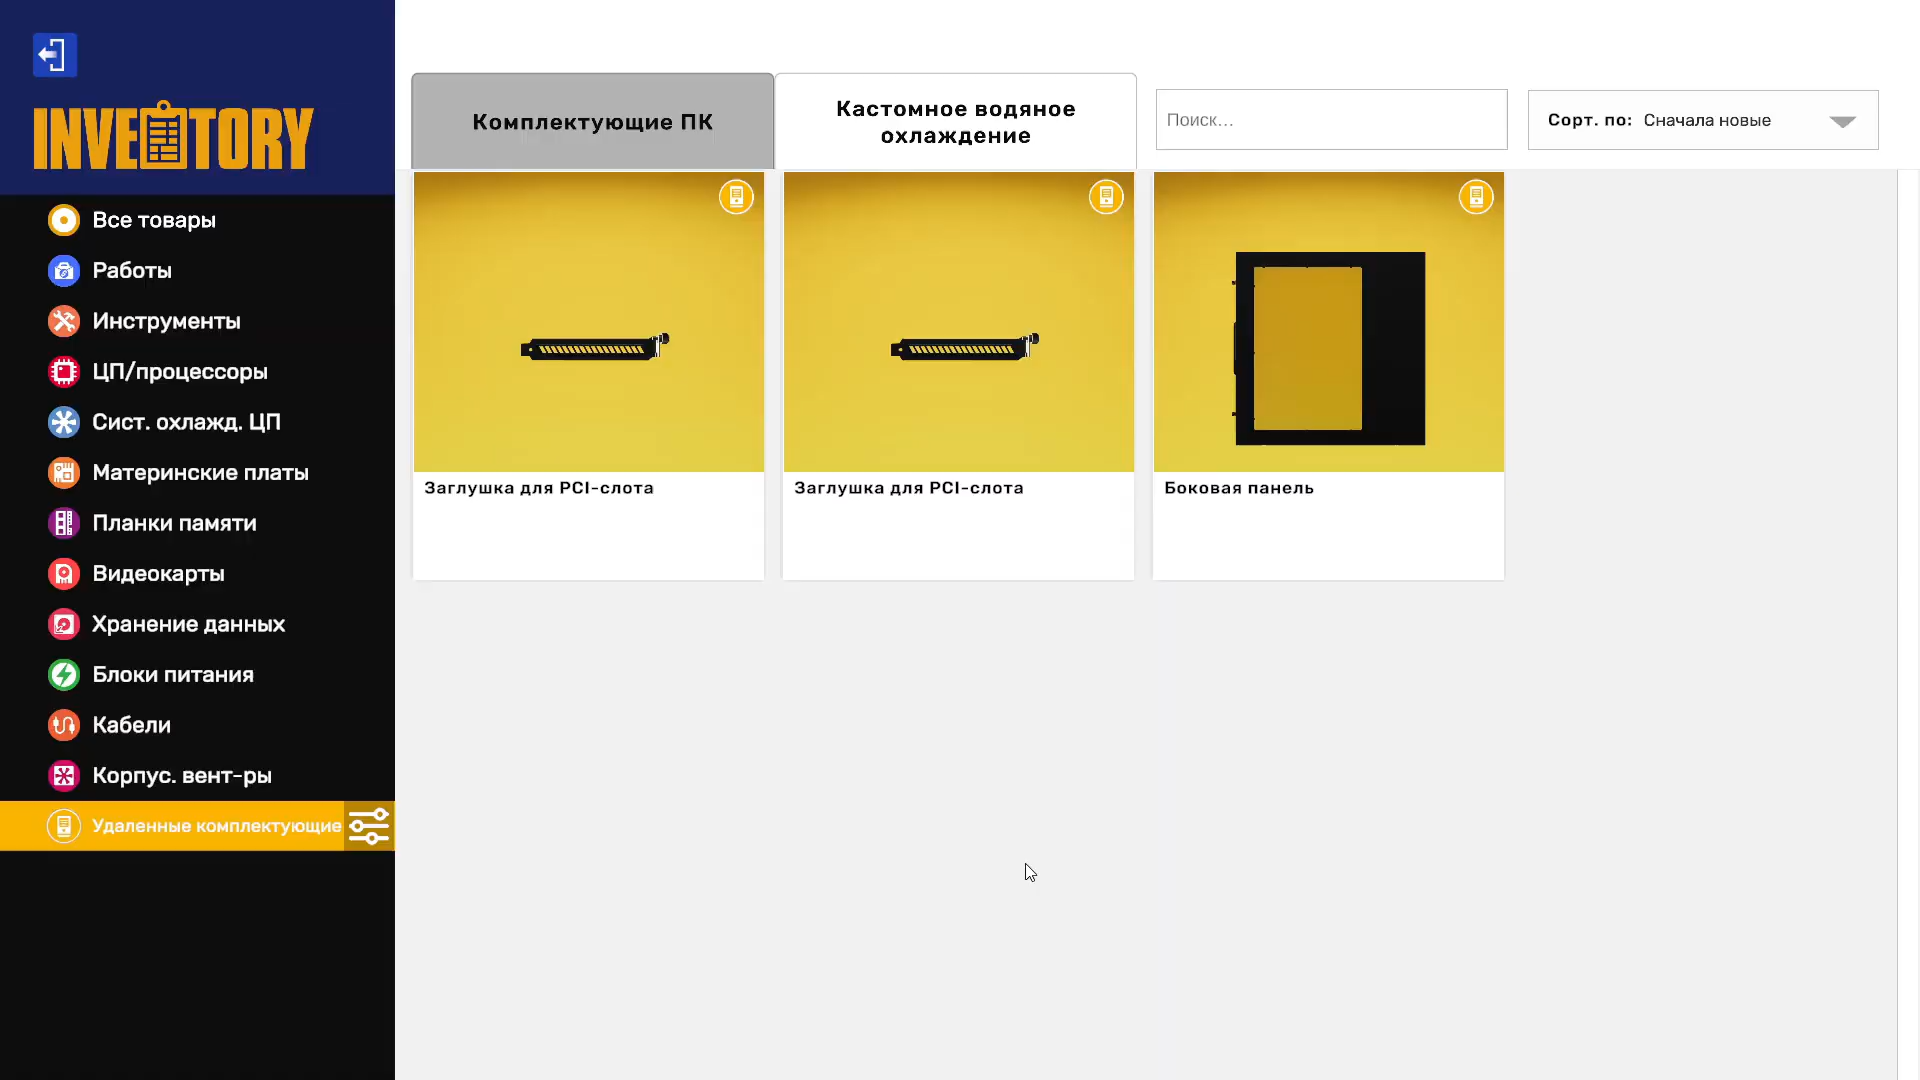 INVENTORY
Все товары
Работы
Инструменты
ЦП/процессоры
Сист. охлажд. ЦП
Материнские платы
Планки памяти
Видеокарты
Хранение данных
Блоки питания
Кабели
Корпус. вент-ры
Удаленные комплектующие
Комплектующие ПК
Кастомное водяное
охлаждение
Поиск...
Сорт. по: Сначала новые
Заглушка для PCI-слота
Заглушка для PCI-слота
Боковая панель